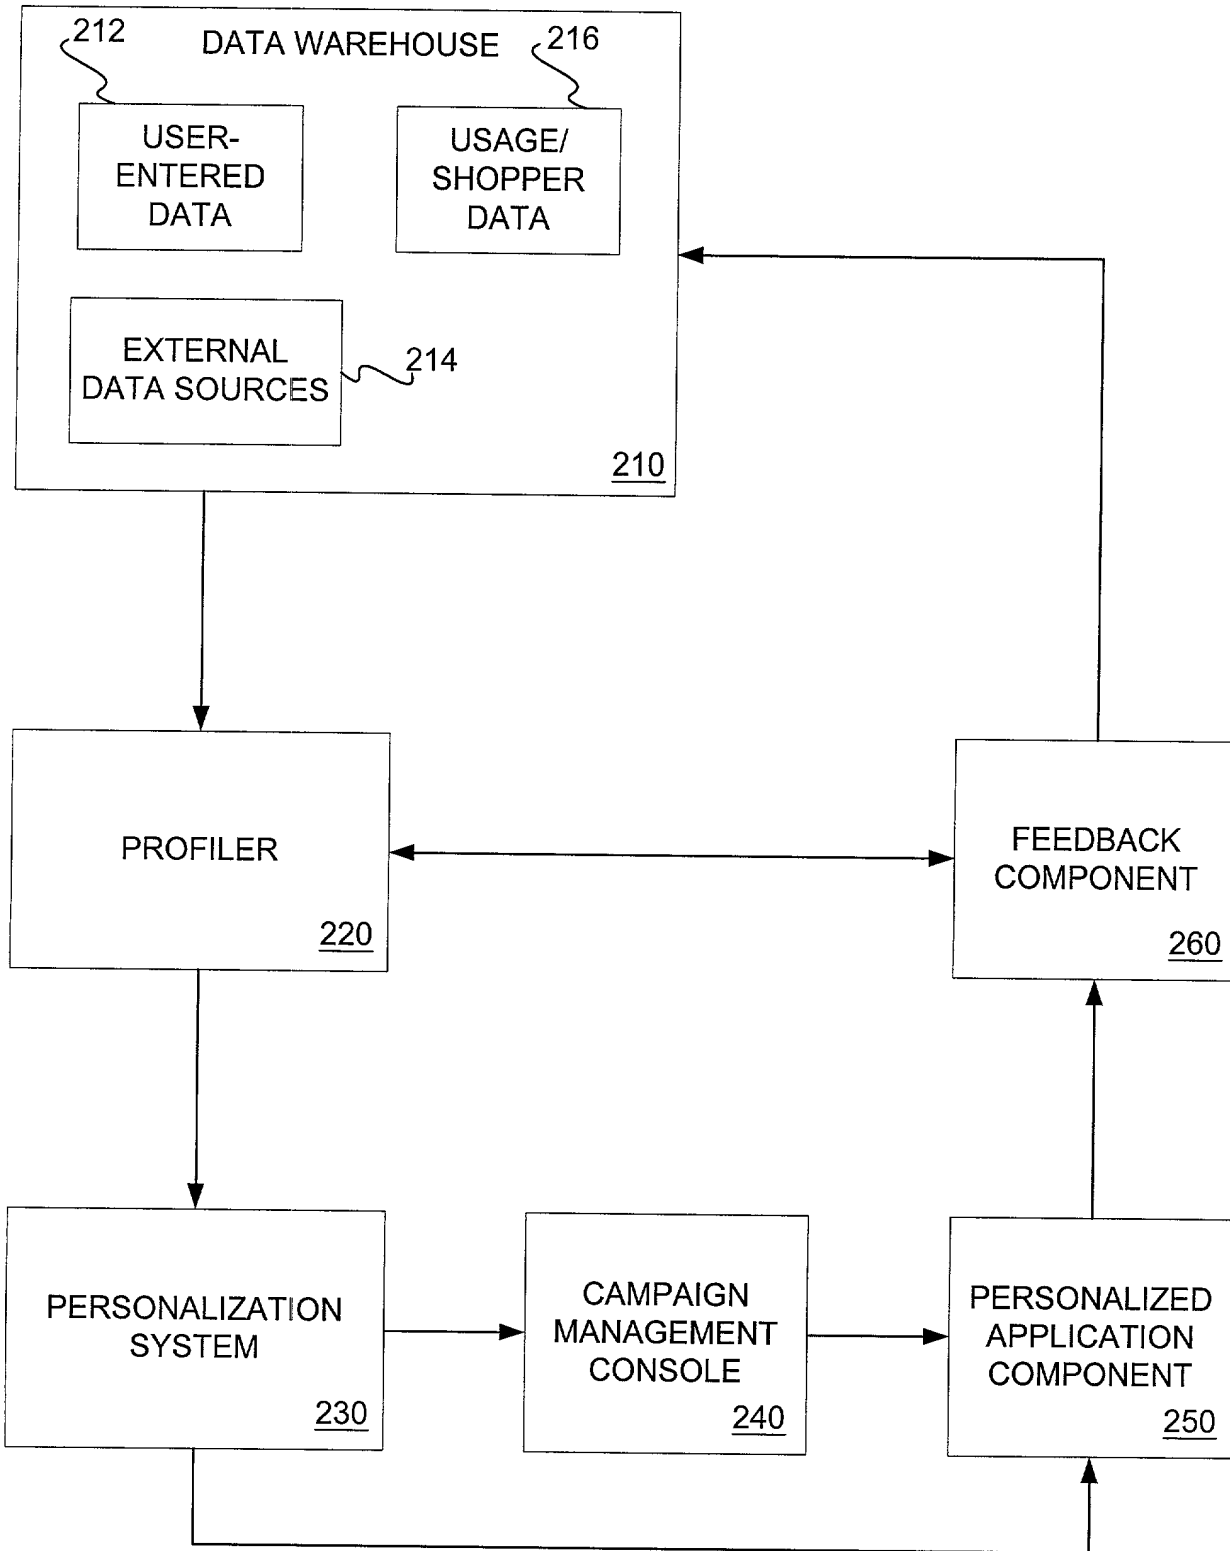 212
DATA WAREHOUSE
216
USER-
ENTERED
DATA
USAGE/
SHOPPER
DATA
EXTERNAL
DATA SOURCES
214
210
PROFILER
220
FEEDBACK
COMPONENT
260
PERSONALIZATION
SYSTEM
230
CAMPAIGN
MANAGEMENT
CONSOLE
240
PERSONALIZED
APPLICATION
COMPONENT
250